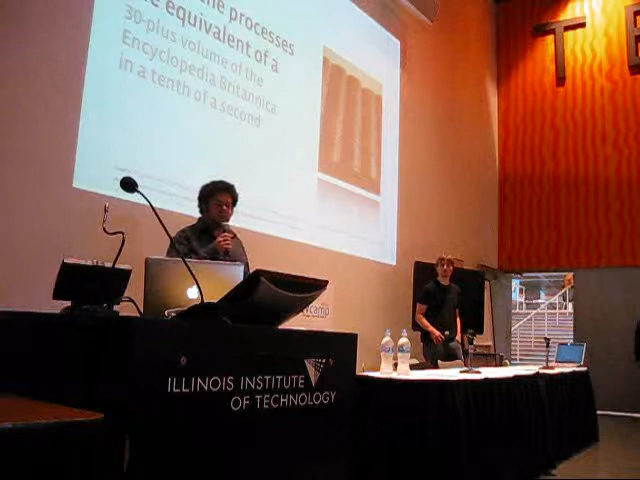 processes
equivalent of a
30-plus volume of the
Encyclopedia Britannica
in a tenth of a second
T E
camp
ILLINOIS INSTITUTE
OF TECHNOLOGY